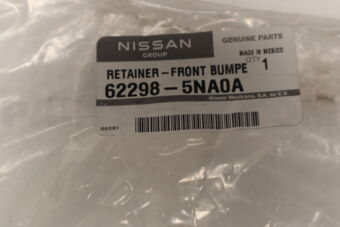 NISSAN
GROUP
GENUINE PARTS
MADE IN MEXICO
RETAINER-FRONT BUMPE
QTY 1
62298-5NA0A
Nissan Mexicana, S.A. de C.V